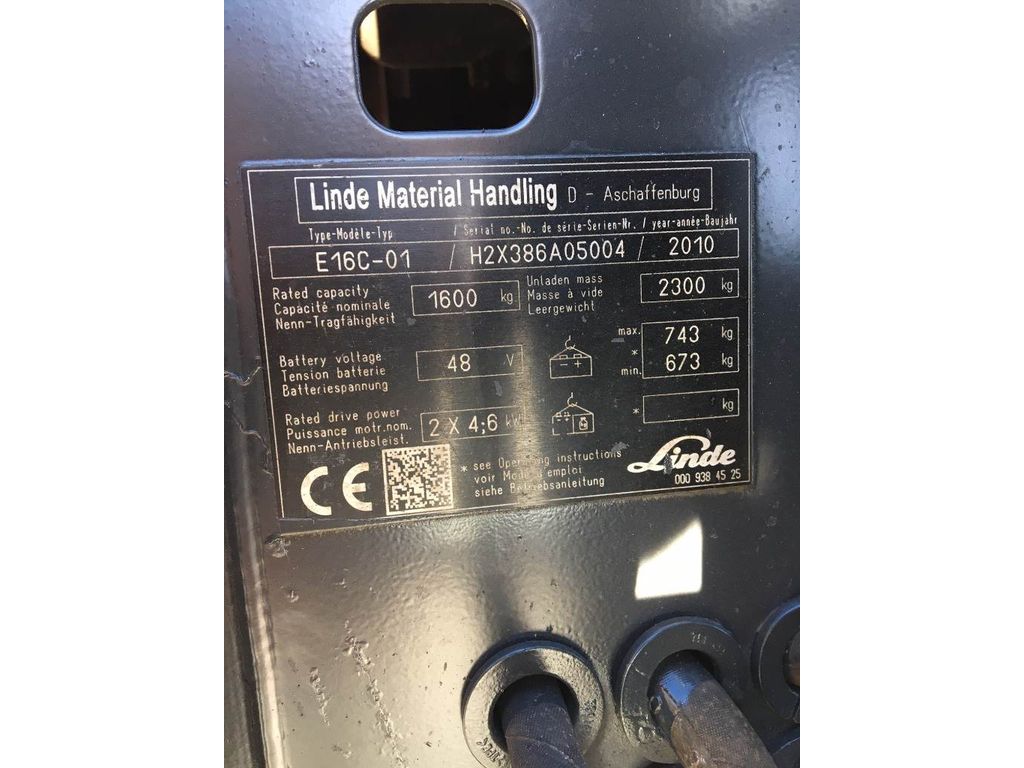 Linde Material Handling D - Aschaffenburg
Type-Modèle-Typ / Serial no.-No. de série-Serien-Nr. / year-année-Baujahr
E16C-01 / H2X386A05004 / 2010
Rated capacity
Capacité nominale
Nenn-Tragfähigkeit
1600 kg
Unladen mass
Masse à vide
Leergewicht
2300 kg
Battery voltage
Tension batterie
Batteriespannung
48 V
- +
max. 743 kg
*
min. 673 kg
Rated drive power
Puissance motr.nom.
Nenn-Antriebsleist.
2 X 4;6 kW
* kg
CE
* see Operating instructions
voir Mode d'emploi
siehe Betriebsanleitung
Linde
000 938 45 25